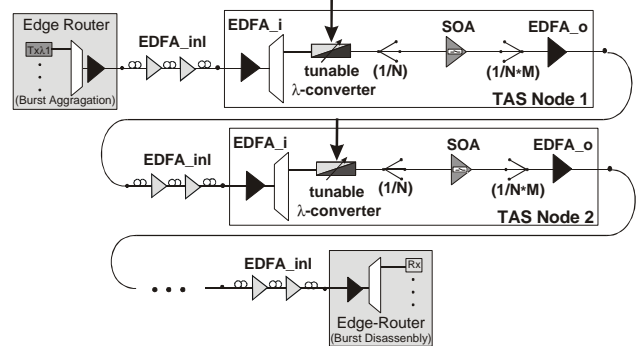 Edge Router
Txλ1
(Burst Aggragation)
EDFA_inl
EDFA_i
tunable
λ-converter
(1/N)
SOA
(1/N*M)
EDFA_o
TAS Node 1
EDFA_inl
EDFA_i
tunable
λ-converter
(1/N)
SOA
(1/N*M)
EDFA_o
TAS Node 2
EDFA_inl
Rx
Edge-Router
(Burst Disassenbly)